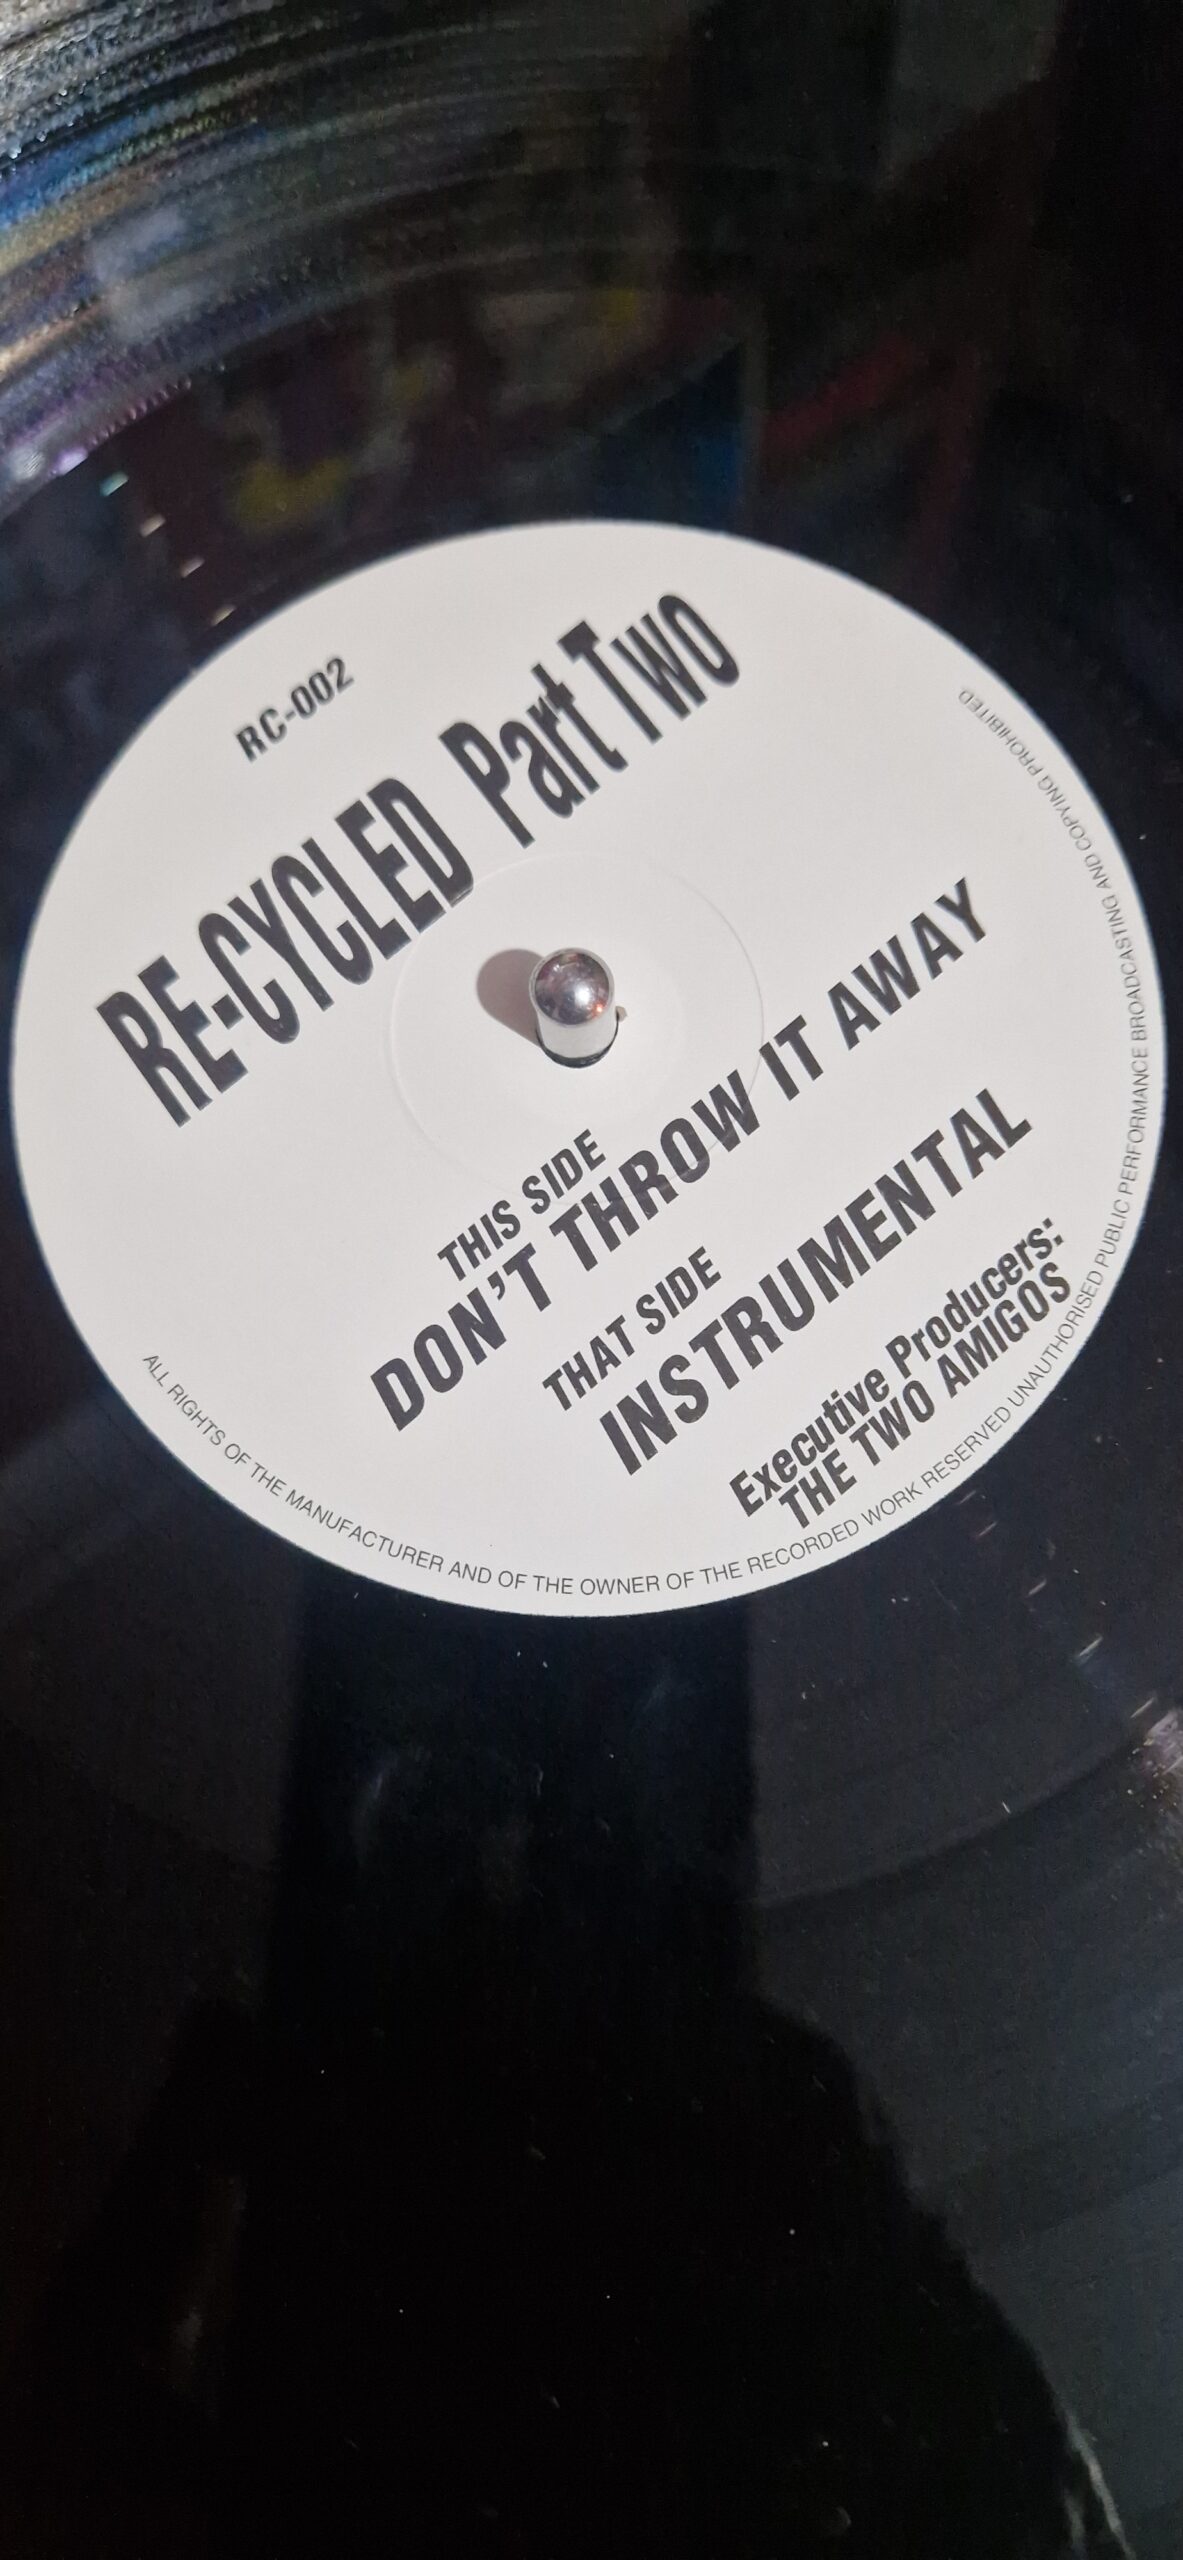 RC-002
RE-CYCLED Part Two
THIS SIDE
DON'T THROW IT AWAY
THAT SIDE
INSTRUMENTAL
Executive Producers:
THE TWO AMIGOS
ALL RIGHTS OF THE MANUFACTURER AND OF THE OWNER OF THE RECORDED WORK RESERVED UNAUTHORISED PUBLIC PERFORMANCE BROADCASTING AND COPYING PROHIBITED